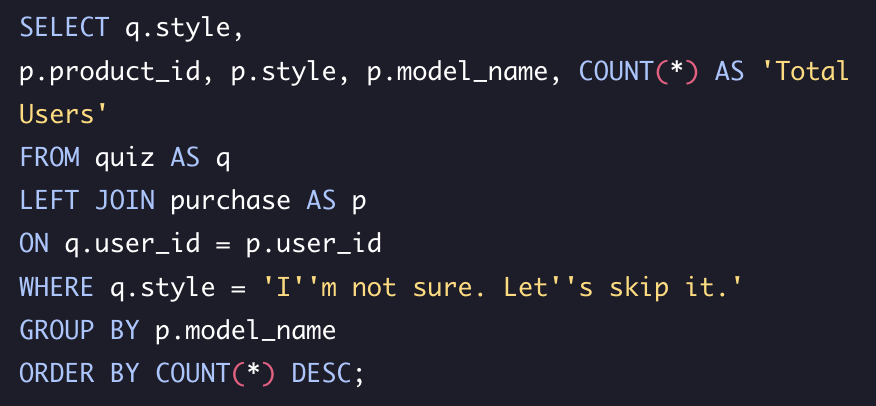 SELECT q.style,
p.product_id, p.style, p.model_name, COUNT(*) AS 'Total
Users'
FROM quiz AS q
LEFT JOIN purchase AS p
ON q.user_id = p.user_id
WHERE q.style = 'I''m not sure. Let''s skip it.'
GROUP BY p.model_name
ORDER BY COUNT(*) DESC;